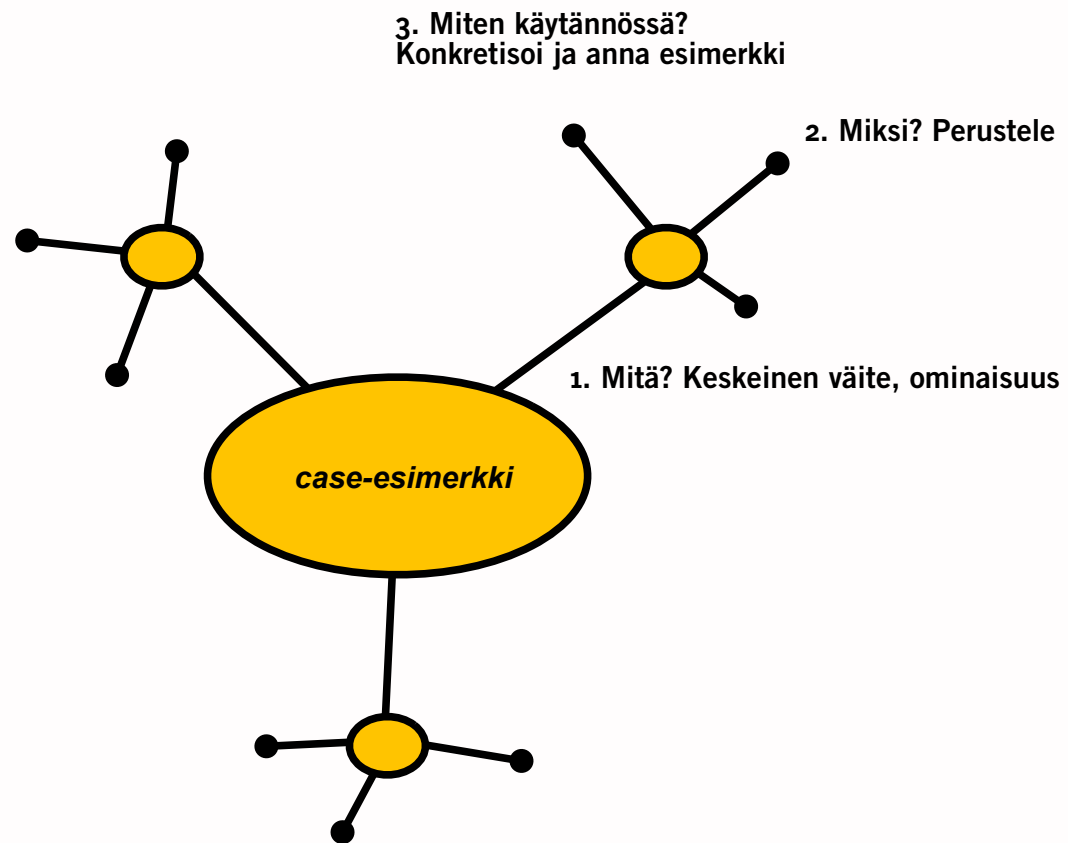 3. Miten käytännössä?
Konkretisoi ja anna esimerkki
2. Miksi? Perustele
1. Mitä? Keskeinen väite, ominaisuus
case-esimerkki